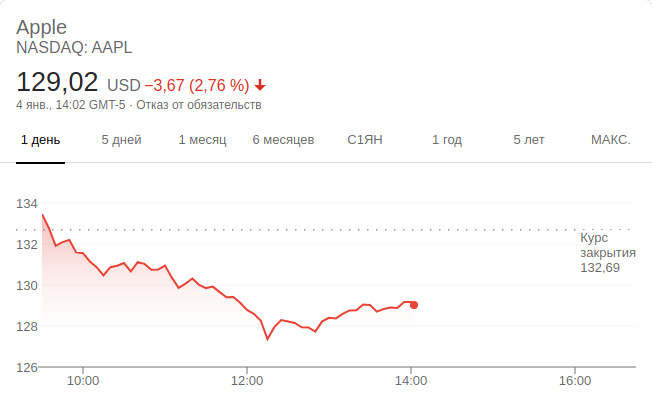 Apple
NASDAQ: AAPL
129,02 USD −3,67 (2,76 %)
4 янв., 14:02 GMT-5 · Отказ от обязательств
1 день 5 дней 1 месяц 6 месяцев С1ЯН 1 год 5 лет МАКС.
134
132
130
128
126
Курс
закрытия
132,69
10:00 12:00 14:00 16:00